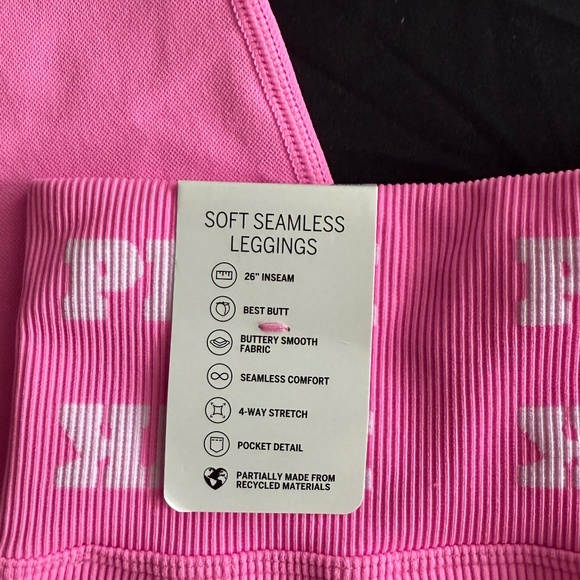 SOFT SEAMLESS
LEGGINGS
26" INSEAM
BEST BUTT
BUTTERY SMOOTH
FABRIC
SEAMLESS COMFORT
4-WAY STRETCH
POCKET DETAIL
PARTIALLY MADE FROM
RECYCLED MATERIALS